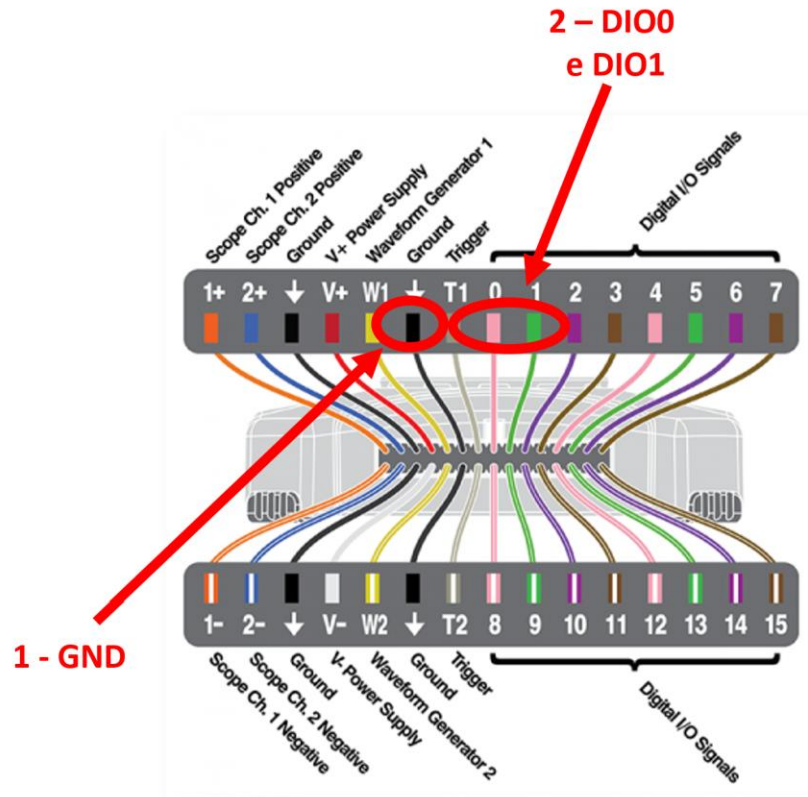 2 – DIO0
e DIO1
Scope Ch. 1 Positive
Scope Ch. 2 Positive
Ground
V+ Power Supply
Waveform Generator 1
Ground
Trigger
Digital I/O Signals
1+ 2+ V+ W1 T1 0 1 2 3 4 5 6 7
1 - GND
1- 2- V- W2 T2 8 9 10 11 12 13 14 15
Scope Ch. 1 Negative
Scope Ch. 2 Negative
Ground
V- Power Supply
Waveform Generator 2
Ground
Trigger
Digital I/O Signals